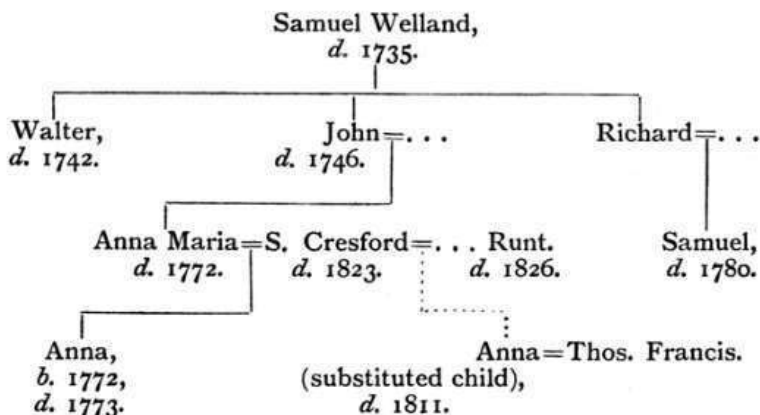 Samuel Welland,
d. 1735.
Walter, John=. . . Richard=. . .
d. 1742. d. 1746.
Anna Maria=S. Cresford=. . . Runt. Samuel,
d. 1772. d. 1823. d. 1826. d. 1780.
Anna, Anna=Thos. Francis.
b. 1772, (substituted child),
d. 1773. d. 1811.